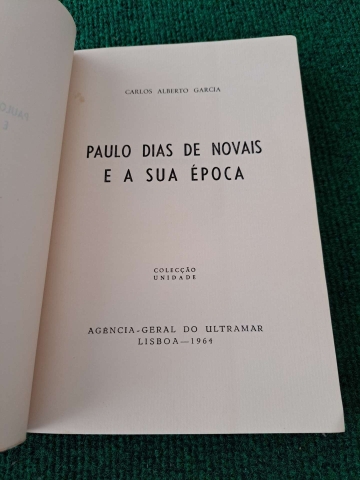 CARLOS ALBERTO GARCIA
PAULO DIAS DE NOVAIS
E A SUA ÉPOCA
COLECÇÃO
UNIDADE
AGÊNCIA-GERAL DO ULTRAMAR
LISBOA—1964